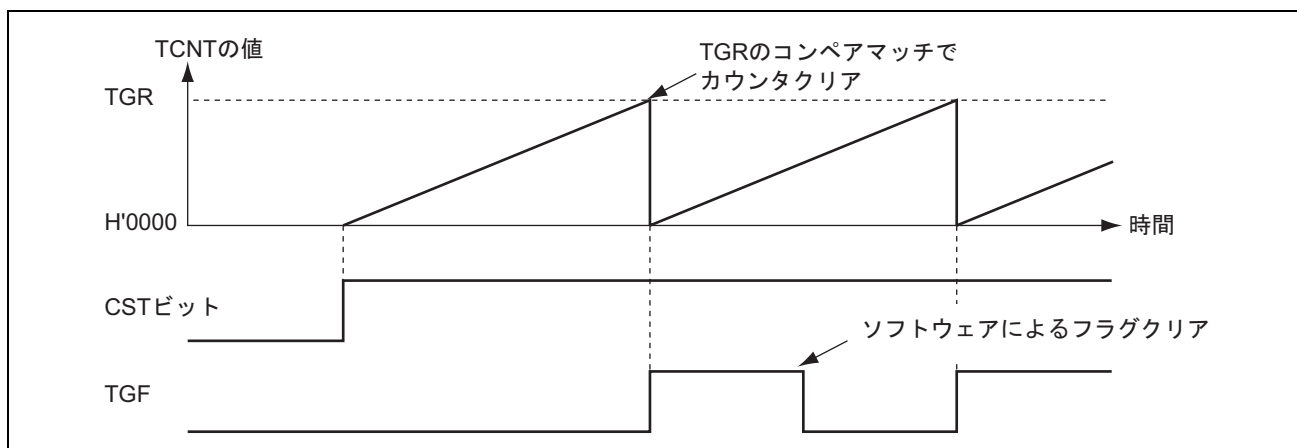 TCNTの値
TGRのコンペアマッチで
カウンタクリア
TGR
H'0000
時間
CSTビット
ソフトウェアによるフラグクリア
TGF